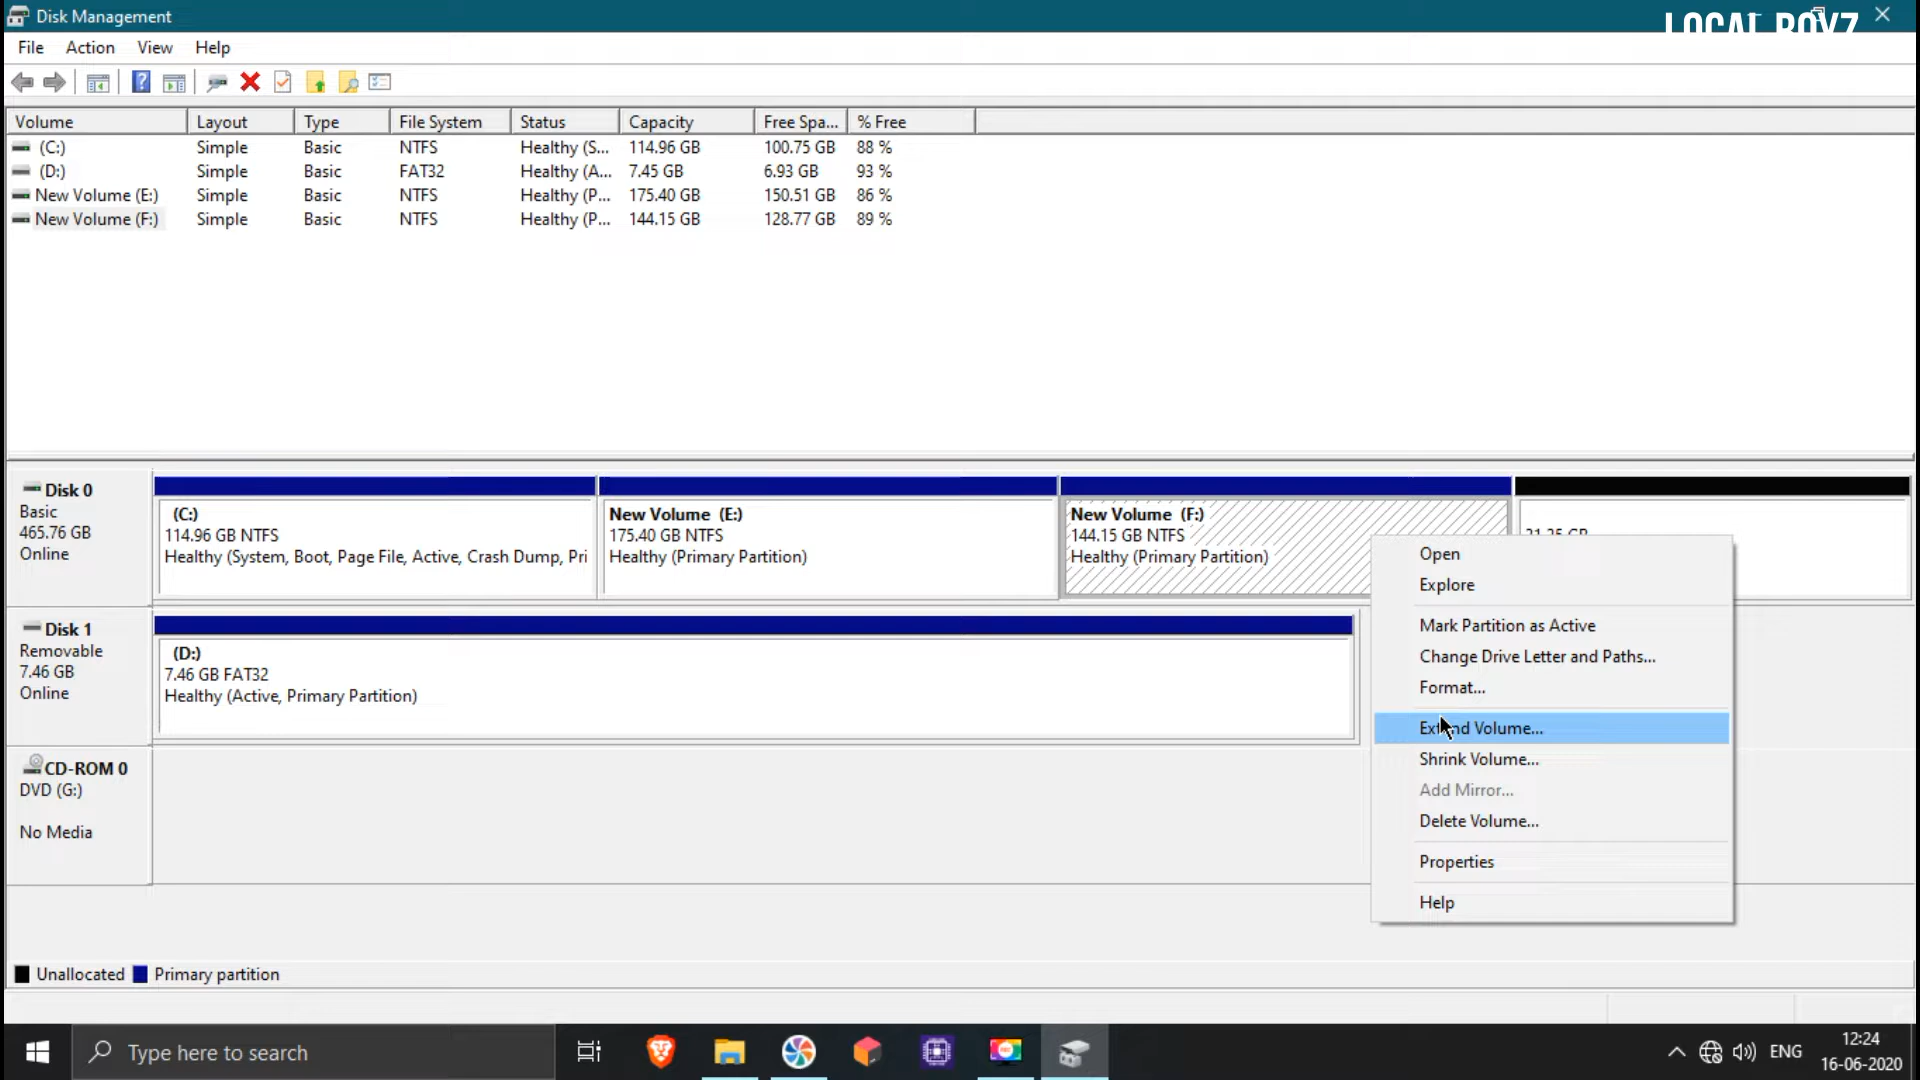 Disk Management
LOCAL BOYZ
File Action View Help
Volume Layout Type File System Status Capacity Free Spa... % Free
(C:) Simple Basic NTFS Healthy (S... 114.96 GB 100.75 GB 88 %
(D:) Simple Basic FAT32 Healthy (A... 7.45 GB 6.93 GB 93 %
New Volume (E:) Simple Basic NTFS Healthy (P... 175.40 GB 150.51 GB 86 %
New Volume (F:) Simple Basic NTFS Healthy (P... 144.15 GB 128.77 GB 89 %
Disk 0
Basic
465.76 GB
Online
(C:)
114.96 GB NTFS
Healthy (System, Boot, Page File, Active, Crash Dump, Pri
New Volume (E:)
175.40 GB NTFS
Healthy (Primary Partition)
New Volume (F:)
144.15 GB NTFS
Healthy (Primary Partition)
Open
Explore
Mark Partition as Active
Change Drive Letter and Paths...
Format...
Extend Volume...
Shrink Volume...
Add Mirror...
Delete Volume...
Properties
Help
Disk 1
Removable
7.46 GB
Online
(D:)
7.46 GB FAT32
Healthy (Active, Primary Partition)
CD-ROM 0
DVD (G:)
No Media
Unallocated Primary partition
Type here to search
ENG
12:24
16-06-2020